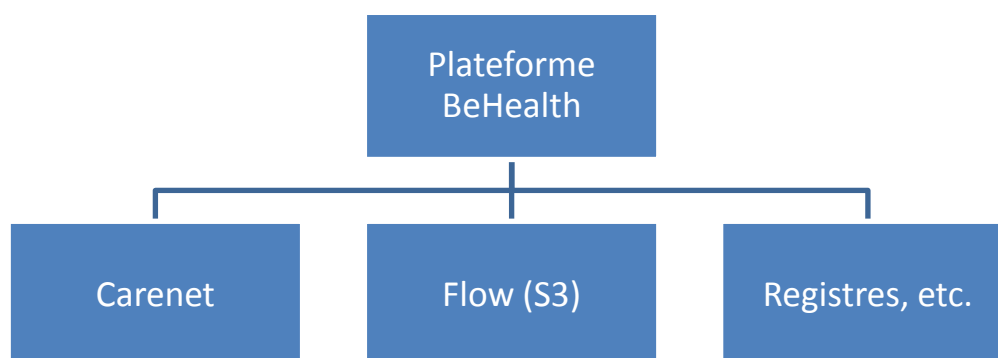 Plateforme
BeHealth
Carenet
Flow (S3)
Registres, etc.